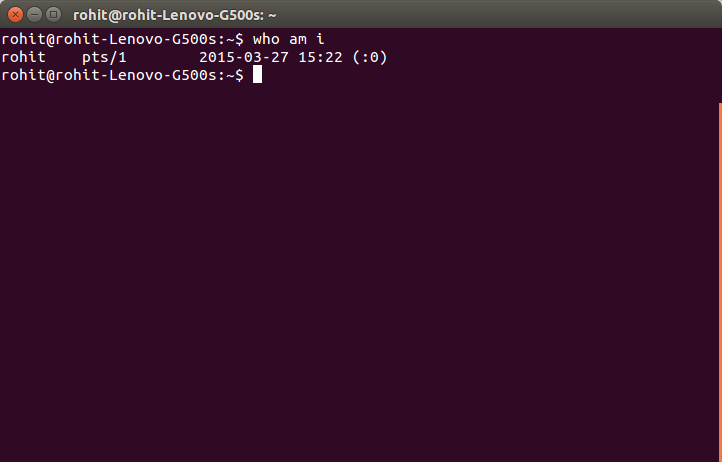 rohit@rohit-Lenovo-G500s: ~
rohit@rohit-Lenovo-G500s:~$ who am i
rohit    pts/1        2015-03-27 15:22 (:0)
rohit@rohit-Lenovo-G500s:~$